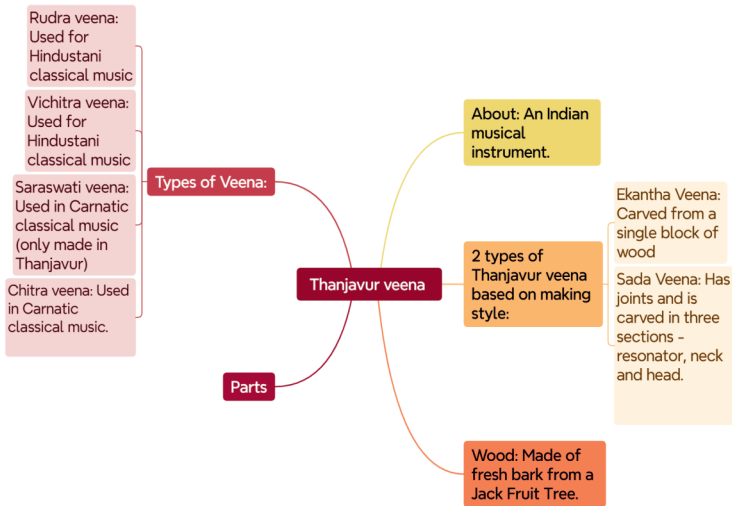 Thanjavur veena
Types of Veena:
Rudra veena:
Used for
Hindustani
classical music
Vichitra veena:
Used for
Hindustani
classical music
Saraswati veena:
Used in Carnatic
classical music
(only made in
Thanjavur)
Chitra veena: Used
in Carnatic
classical music.
Parts
About: An Indian
musical
instrument.
2 types of
Thanjavur veena
based on making
style:
Ekantha Veena:
Carved from a
single block of
wood
Sada Veena: Has
joints and is
carved in three
sections -
resonator, neck
and head.
Wood: Made of
fresh bark from a
Jack Fruit Tree.